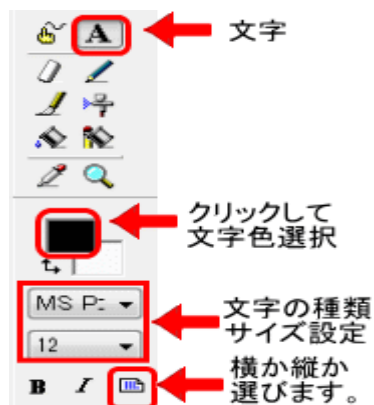 A
文字
クリックして
文字色選択
MS P
文字の種類
サイズ設定
12
横か縦か
選びます。
B I